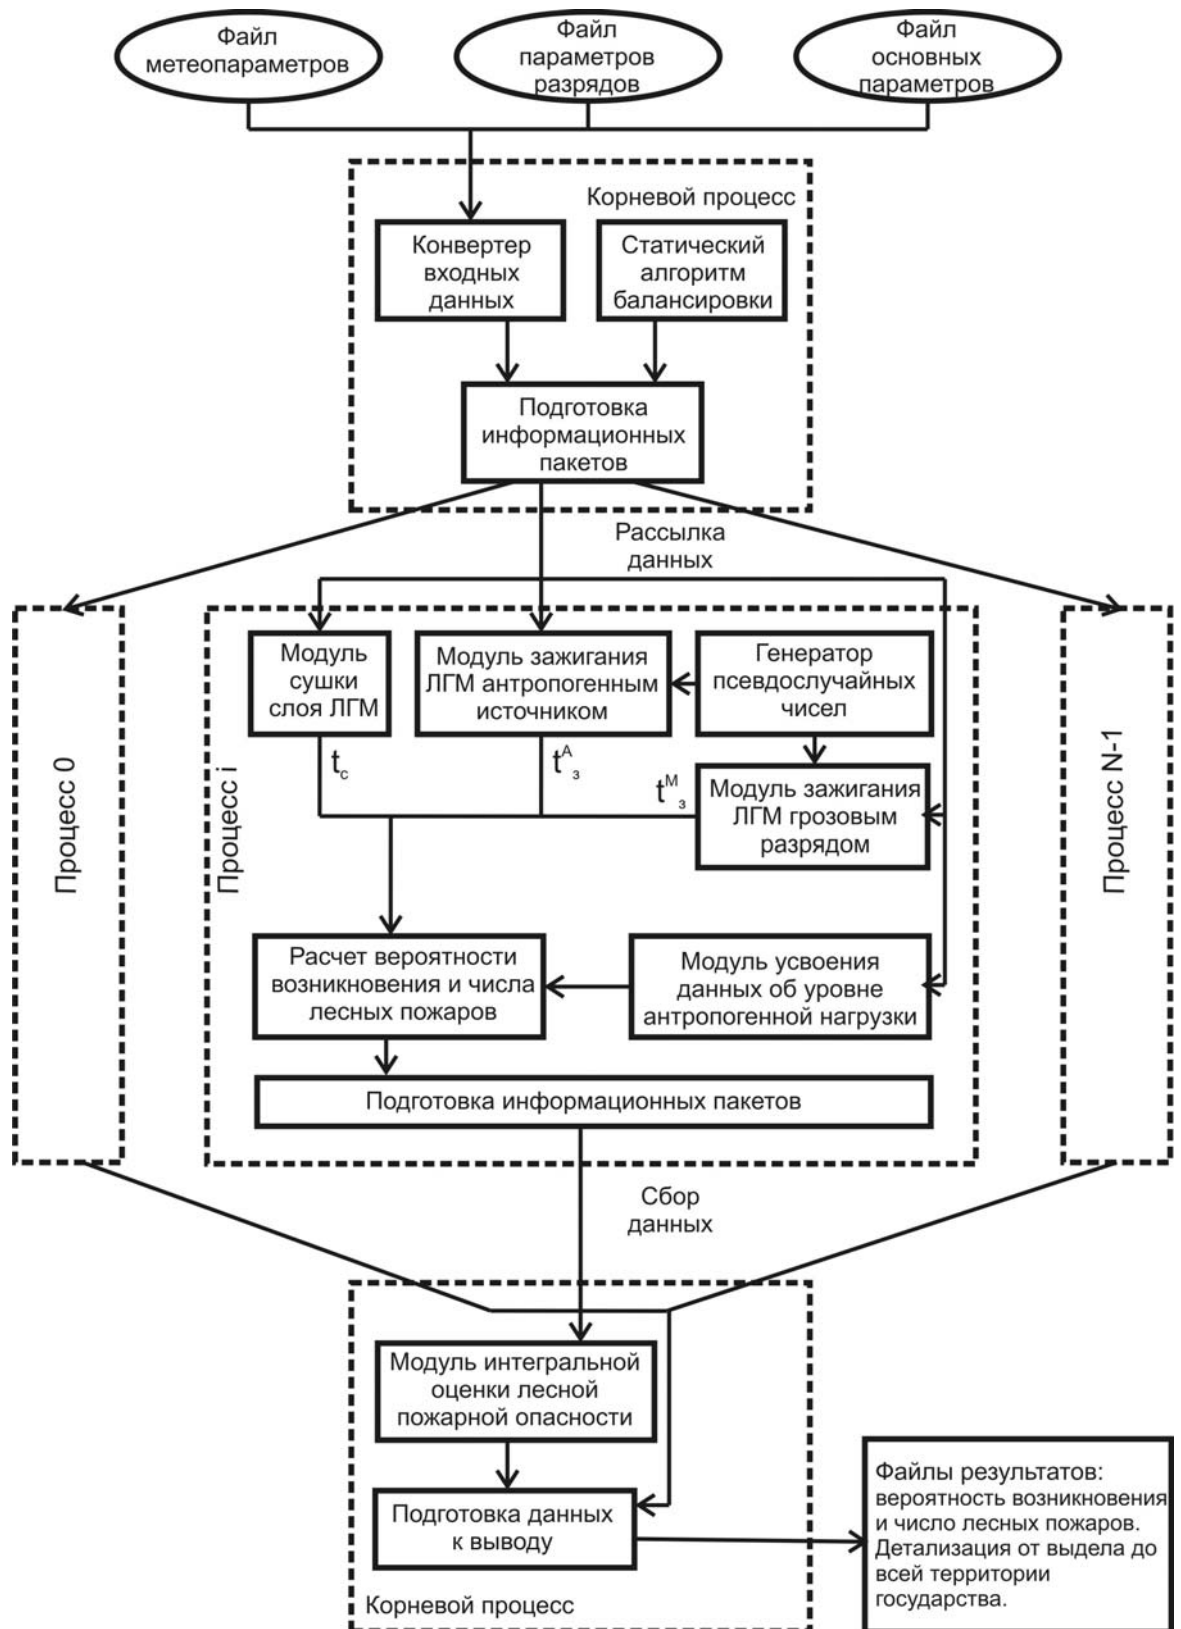 Файл
метеопараметров
Файл
параметров
разрядов
Файл
основных
параметров
Корневой процесс
Конвертер
входных
данных
Статический
алгоритм
балансировки
Подготовка
информационных
пакетов
Рассылка
данных
Процесс 0
Процесс i
Процесс N-1
Модуль
сушки
слоя ЛГМ
Модуль зажигания
ЛГМ антропогенным
источником
Генератор
псевдослучайных
чисел
tс
tАз
tМз
Модуль зажигания
ЛГМ грозовым
разрядом
Расчет вероятности
возникновения и числа
лесных пожаров
Модуль усвоения
данных об уровне
антропогенной нагрузки
Подготовка информационных пакетов
Сбор
данных
Модуль интегральной
оценки лесной
пожарной опасности
Подготовка данных
к выводу
Корневой процесс
Файлы результатов:
вероятность возникновения
и число лесных пожаров.
Детализация от выдела до
всей территории
государства.